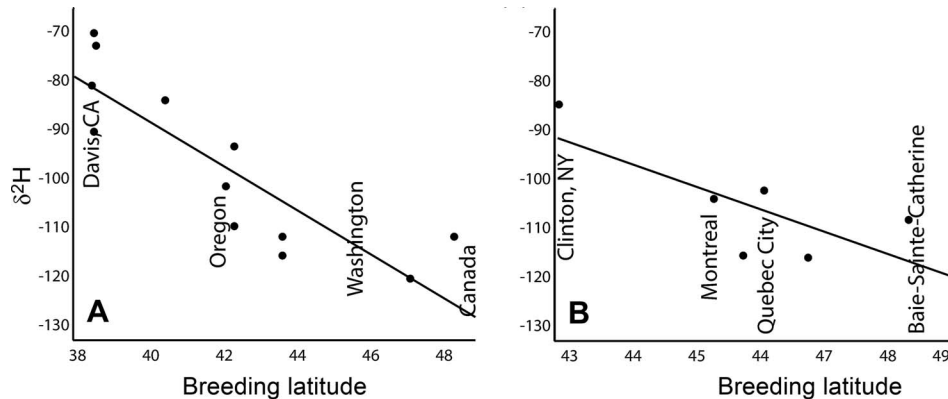 -70
-80
-90
-100
-110
-120
-130
δ²H
Davis, CA
Oregon
Washington
Canada
A
38 40 42 44 46 48
Breeding latitude
-70
-80
-90
-100
-110
-120
-130
Clinton, NY
Montreal
Quebec City
Baie-Sainte-Catherine
B
43 44 45 44 47 48 49
Breeding latitude